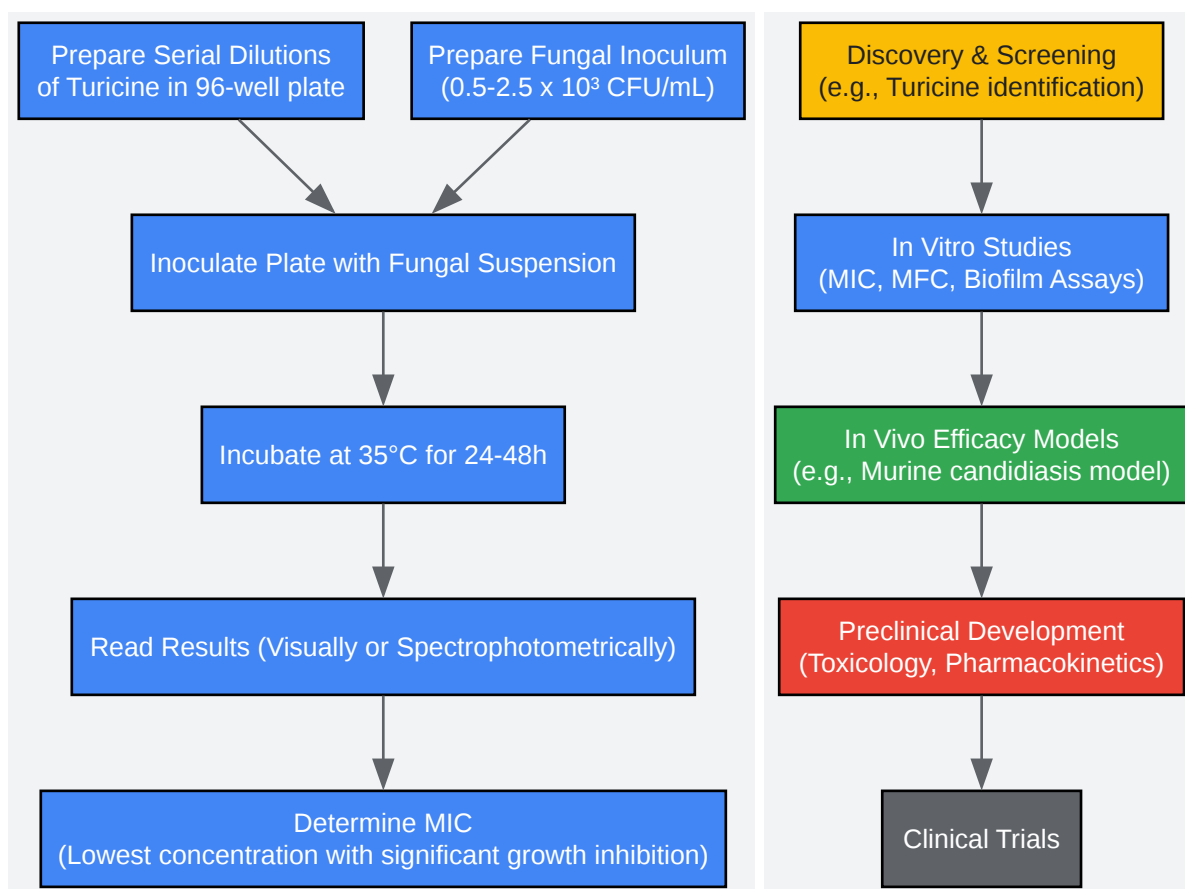 Prepare Serial Dilutions
of Turicine in 96-well plate
Prepare Fungal Inoculum
(0.5-2.5 x 10³ CFU/mL)
Inoculate Plate with Fungal Suspension
Incubate at 35°C for 24-48h
Read Results (Visually or Spectrophotometrically)
Determine MIC
(Lowest concentration with significant growth inhibition)
Discovery & Screening
(e.g., Turicine identification)
In Vitro Studies
(MIC, MFC, Biofilm Assays)
In Vivo Efficacy Models
(e.g., Murine candidiasis model)
Preclinical Development
(Toxicology, Pharmacokinetics)
Clinical Trials